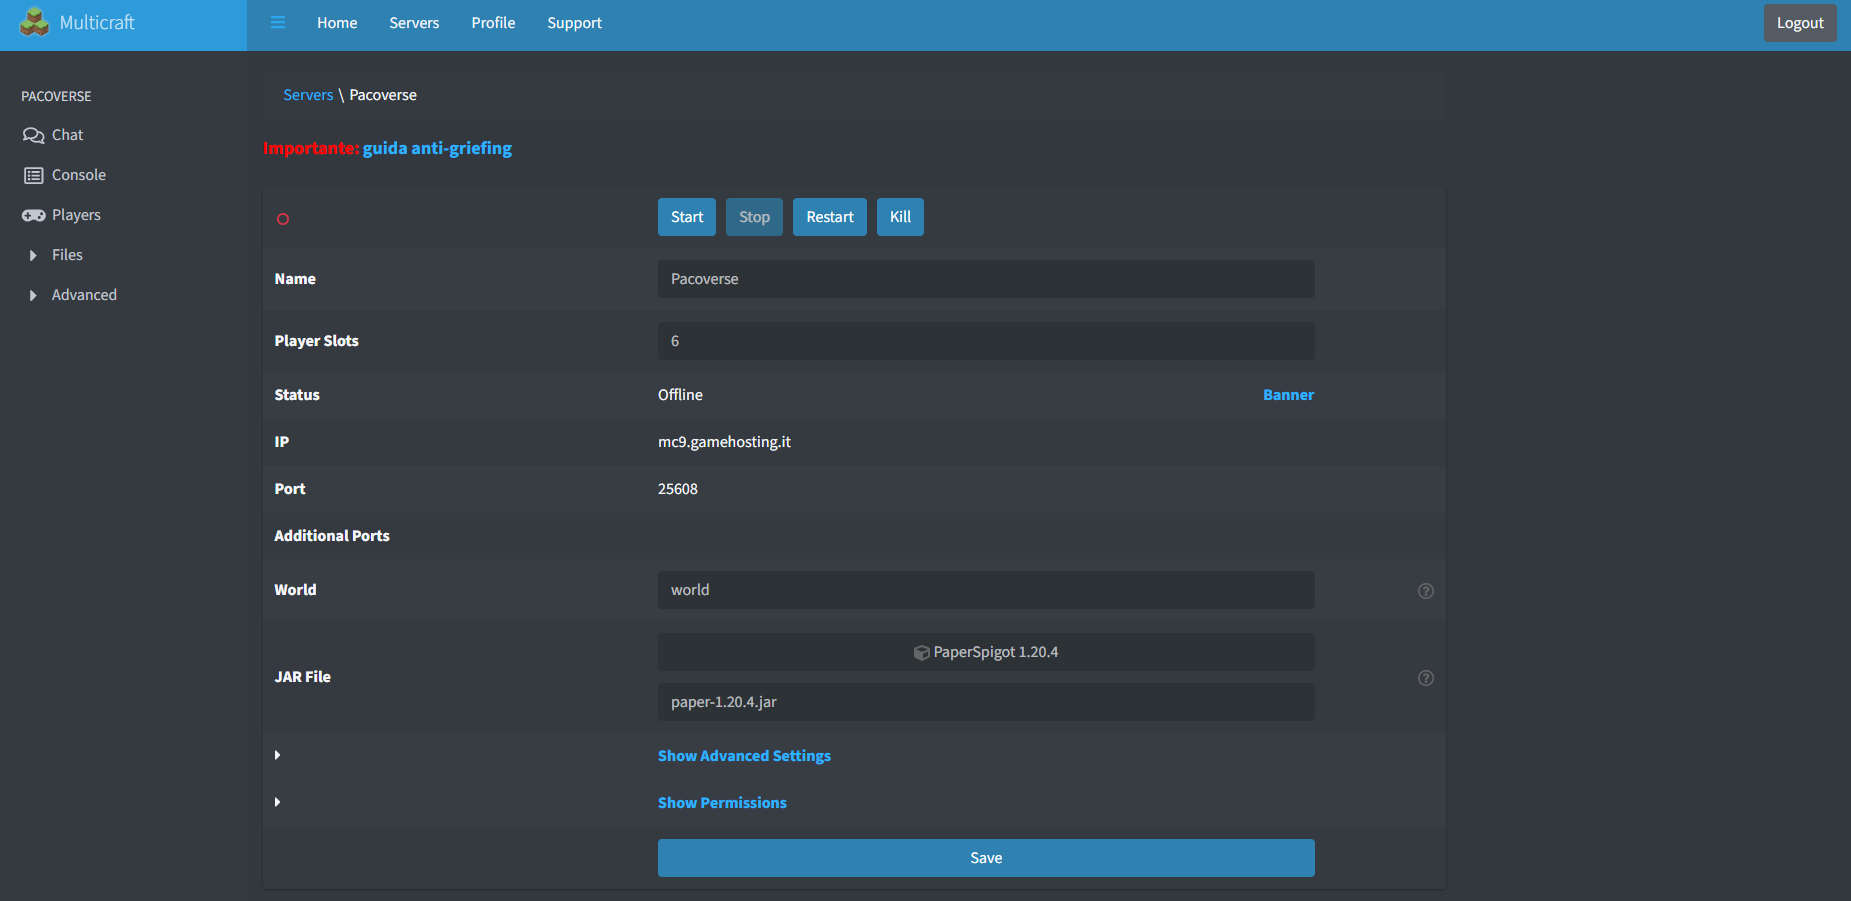 Multicraft
Home Servers Profile Support
Logout
PACOVERSE
Chat
Console
Players
Files
Advanced
Servers \ Pacoverse
Importante: guida anti-griefing
Start Stop Restart Kill
Name Pacoverse
Player Slots 6
Status Offline Banner
IP mc9.gamehosting.it
Port 25608
Additional Ports
World world
PaperSpigot 1.20.4
JAR File
paper-1.20.4.jar
Show Advanced Settings
Show Permissions
Save